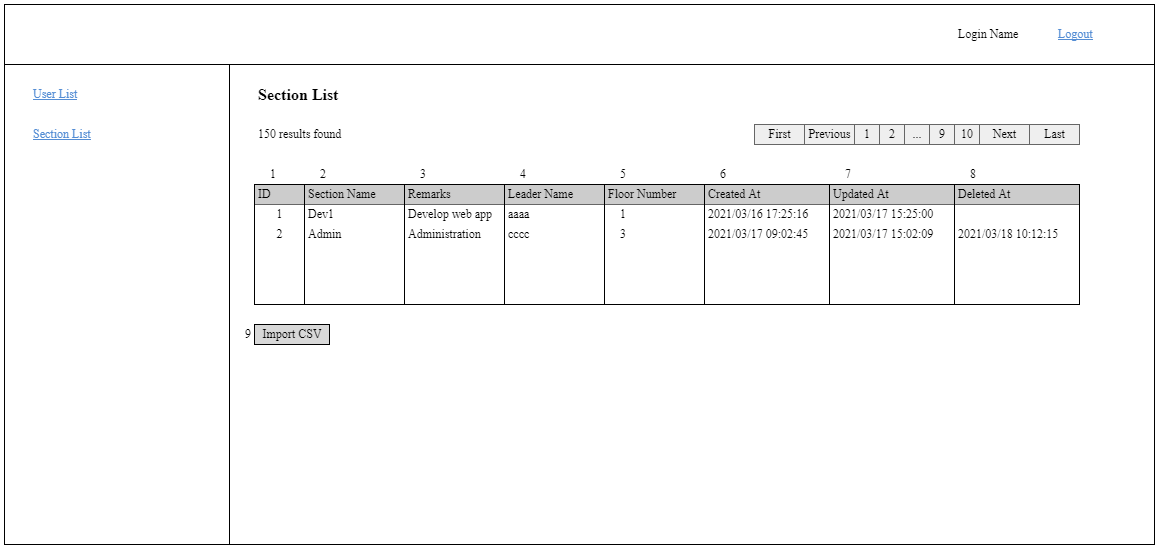 Login Name Logout
User List
Section List
Section List
150 results found
First Previous 1 2 ... 9 10 Next Last
1 2 3 4 5 6 7 8
ID Section Name Remarks Leader Name Floor Number Created At Updated At Deleted At
1 Dev1 Develop web app aaaa 1 2021/03/16 17:25:16 2021/03/17 15:25:00
2 Admin Administration cccc 3 2021/03/17 09:02:45 2021/03/17 15:02:09 2021/03/18 10:12:15
9 Import CSV